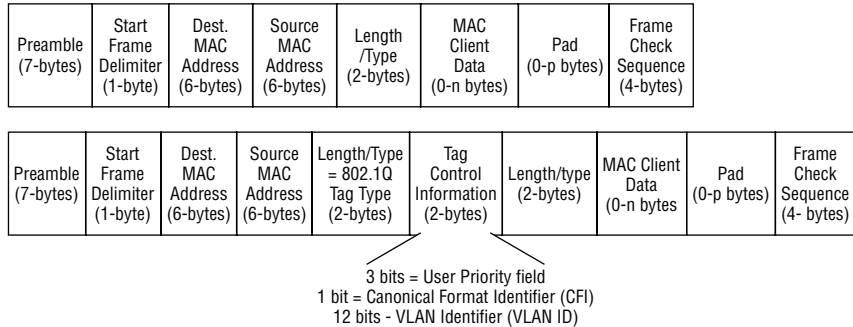 Preamble
(7-bytes)
Start
Frame
Delimiter
(1-byte)
Dest.
MAC
Address
(6-bytes)
Source
MAC
Address
(6-bytes)
Length
/Type
(2-bytes)
MAC
Client
Data
(0-n bytes)
Pad
(0-p bytes)
Frame
Check
Sequence
(4-bytes)
Preamble
(7-bytes)
Start
Frame
Delimiter
(1-byte)
Dest.
MAC
Address
(6-bytes)
Source
MAC
Address
(6-bytes)
Length/Type
= 802.1Q
Tag Type
(2-bytes)
Tag
Control
Information
(2-bytes)
Length/type
(2-bytes)
MAC Client
Data
(0-n bytes
Pad
(0-p bytes)
Frame
Check
Sequence
(4- bytes)
3 bits = User Priority field
1 bit = Canonical Format Identifier (CFI)
12 bits - VLAN Identifier (VLAN ID)